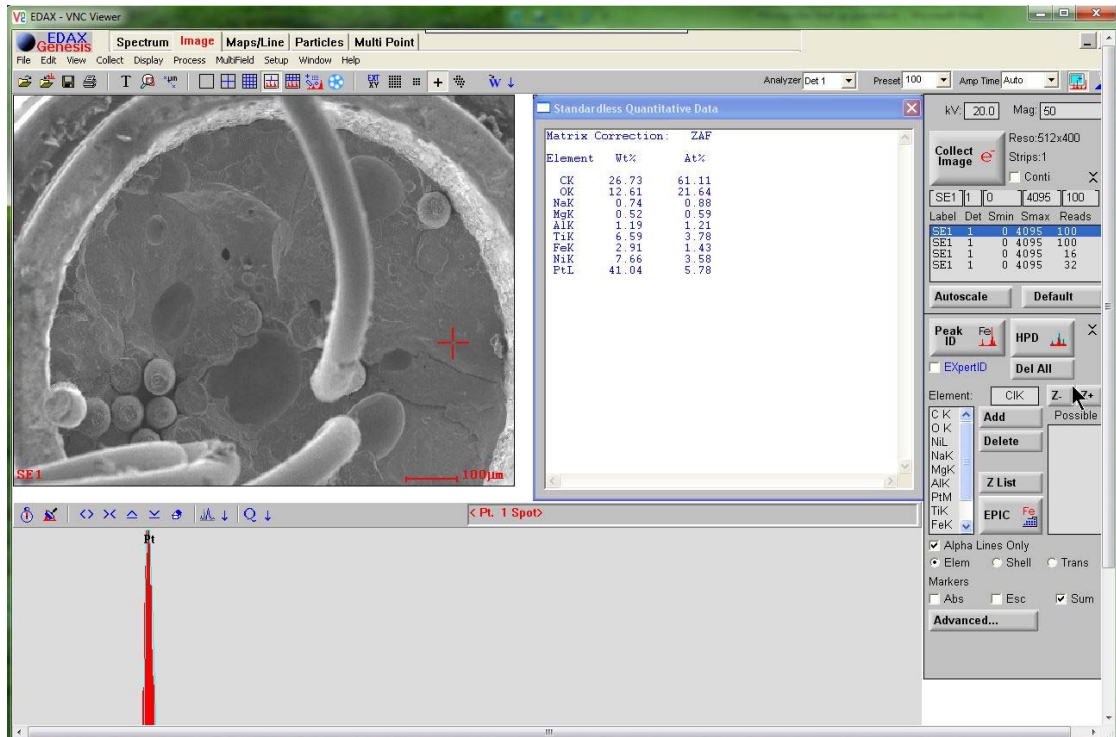 EDAX - VNC Viewer
EDAX Genesis
Spectrum Image Maps/Line Particles Multi Point
File Edit View Collect Display Process MultiField Setup Window Help
Analyzer Det 1 Preset 100 Amp Time Auto
Standardless Quantitative Data
Matrix Correction: ZAF
Element Wt% At%
CK 26.73 61.11
OK 12.61 21.64
NaK 0.74 0.88
MgK 0.52 0.59
AlK 1.19 1.21
TiK 6.59 3.78
FeK 2.91 1.43
NiK 7.66 3.58
PtL 41.04 5.78
SE1
100µm
kV: 20.0 Mag: 50
Collect Image e-
Reso:512x400
Strips:1
Conti
SE1 1 0 4095 100
Label Det Smin Smax Reads
SE1 1 0 4095 100
SE1 1 0 4095 100
SE1 1 0 4095 16
SE1 1 0 4095 32
Autoscale Default
Peak ID Fe HPD
EXpertID Del All
Element: ClK Z- Z+
C K
O K
NiL
NaK
MgK
AlK
PtM
TiK
FeK
Add Possible
Delete
Z List
EPIC Fe
Alpha Lines Only
Elem Shell Trans
Markers
Abs Esc Sum
Advanced...
< Pt. 1 Spot>
Pt